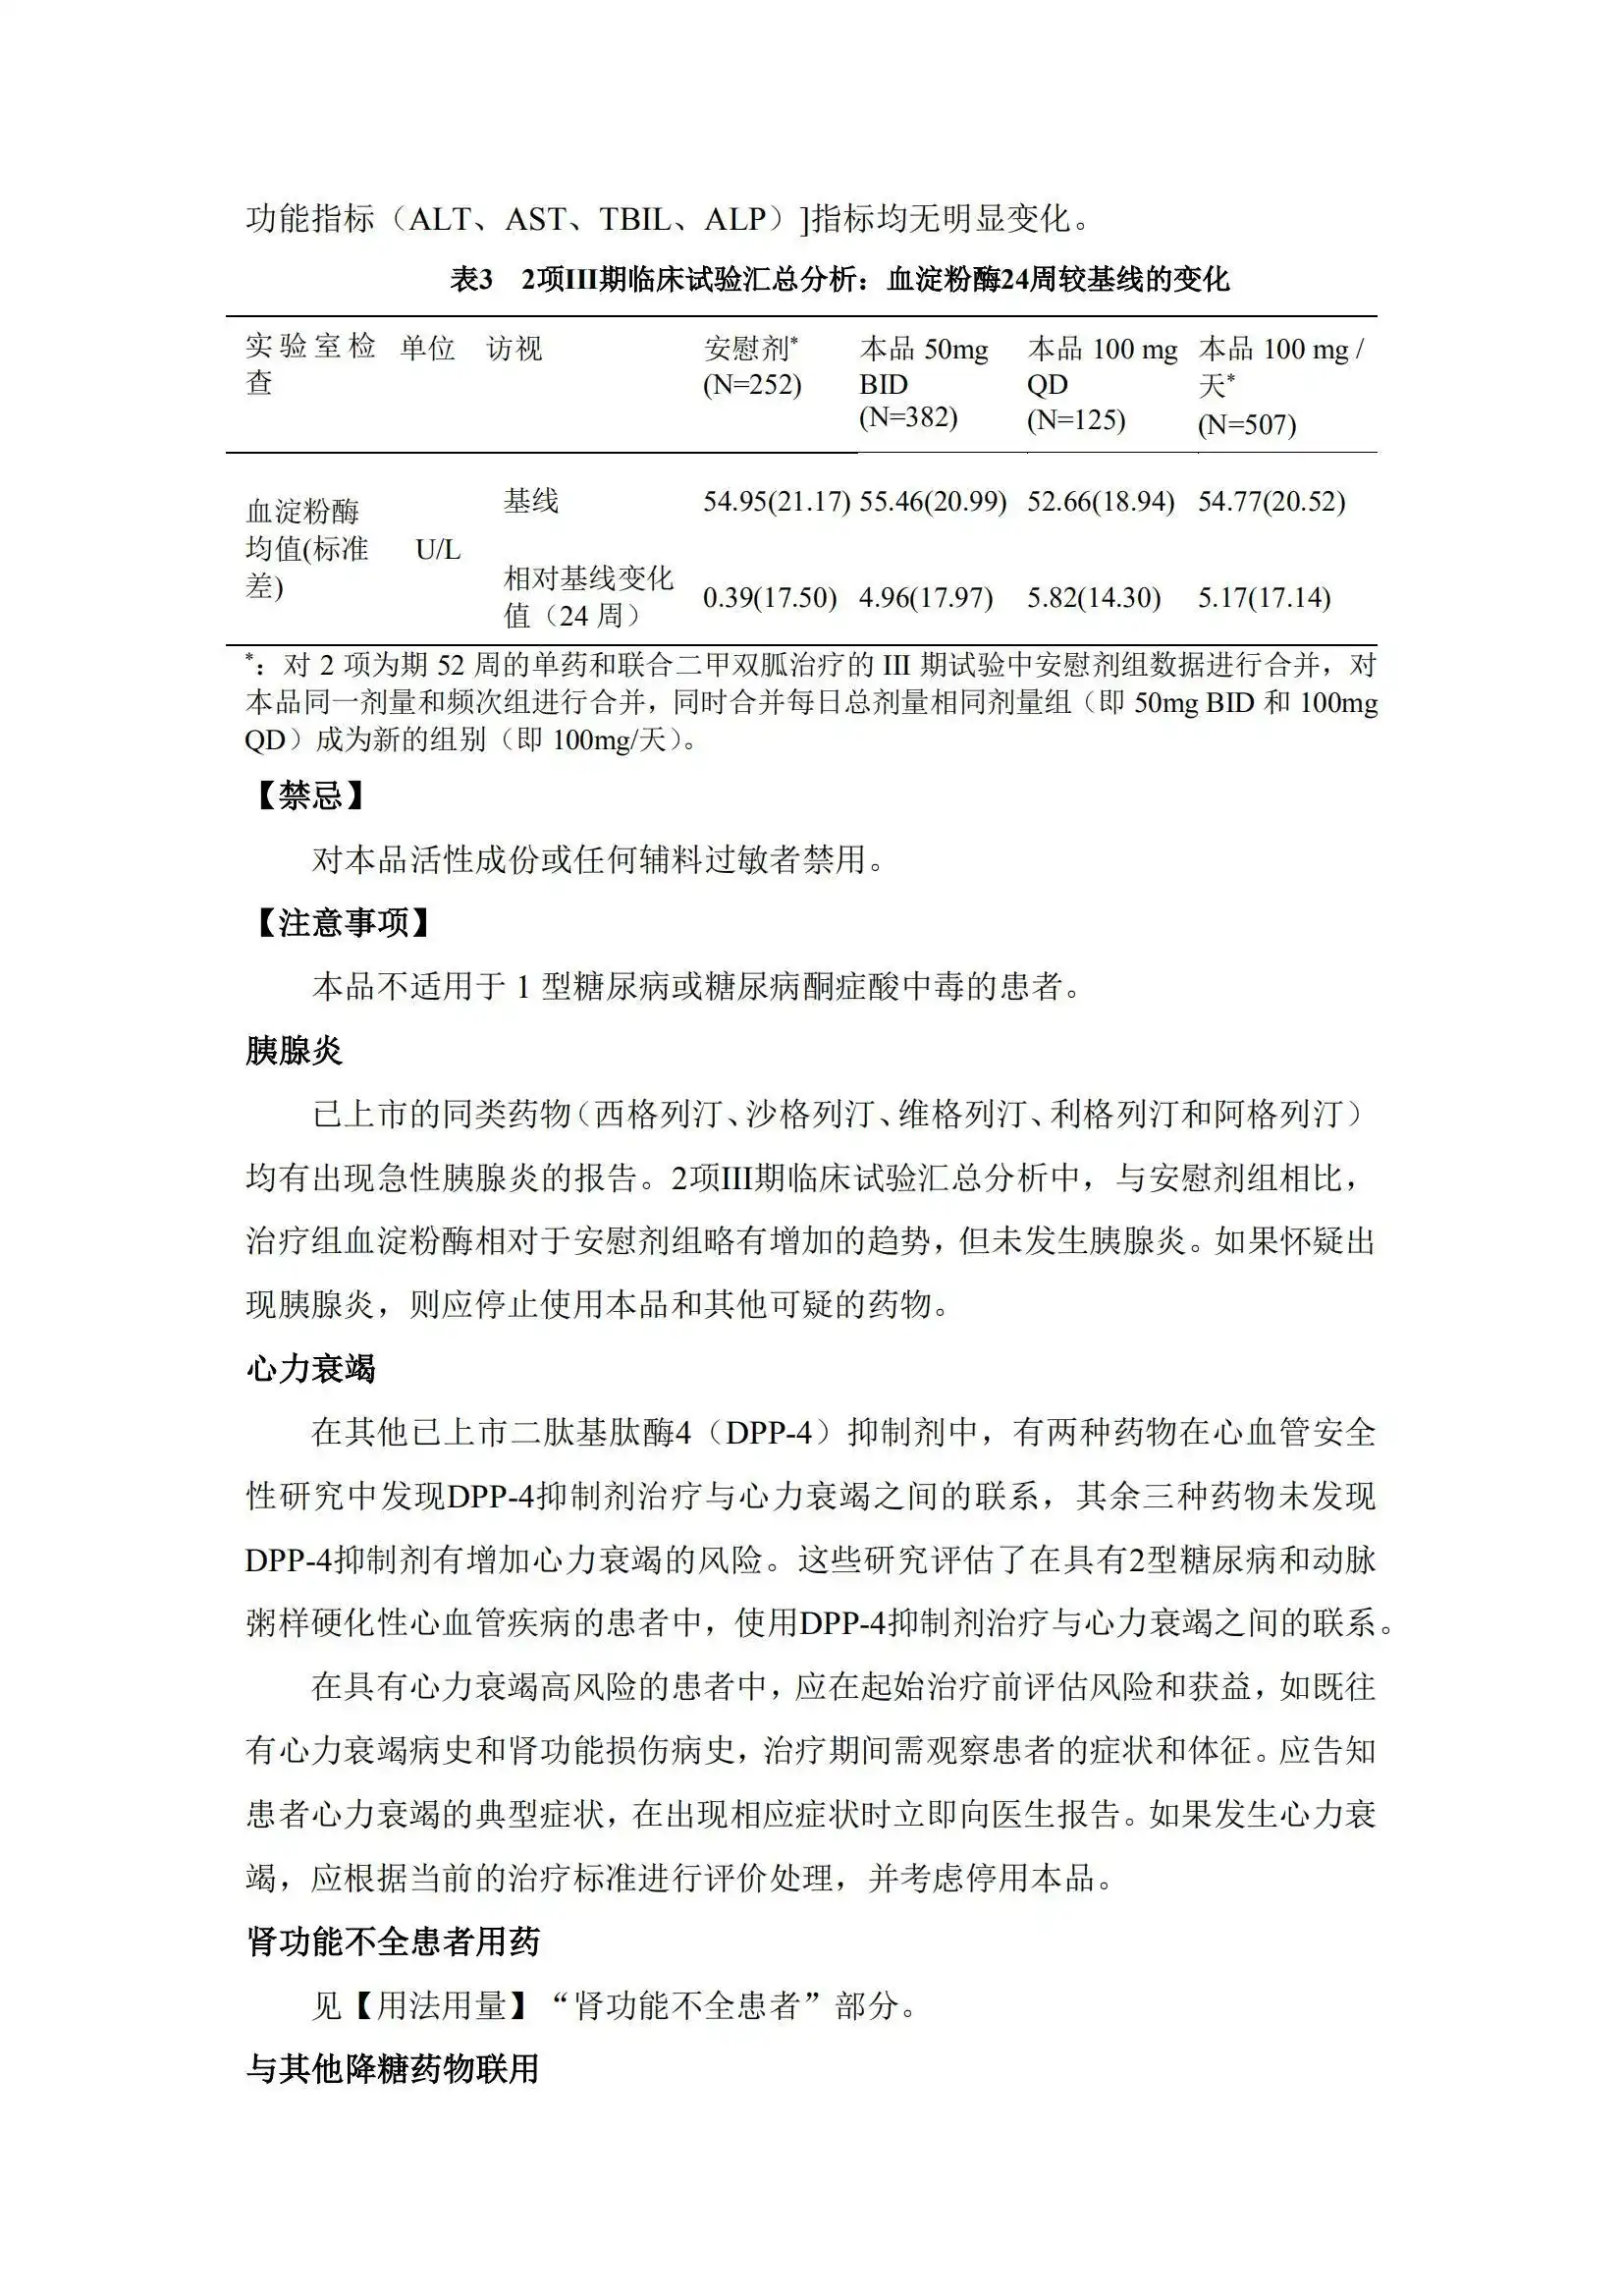 功能指标（ALT、AST、TBIL、ALP）]指标均无明显变化。
表3 2项III期临床试验汇总分析：血淀粉酶24周较基线的变化
实验室检查 单位 访视 安慰剂* (N=252) 本品 50mg BID (N=382) 本品 100 mg QD (N=125) 本品 100 mg / 天* (N=507)
血淀粉酶均值(标准差) U/L 基线 54.95(21.17) 55.46(20.99) 52.66(18.94) 54.77(20.52)
相对基线变化值（24 周） 0.39(17.50) 4.96(17.97) 5.82(14.30) 5.17(17.14)
*：对 2 项为期 52 周的单药和联合二甲双胍治疗的 III 期试验中安慰剂组数据进行合并，对
本品同一剂量和频次组进行合并，同时合并每日总剂量相同剂量组（即 50mg BID 和 100mg
QD）成为新的组别（即 100mg/天）。
【禁忌】
对本品活性成份或任何辅料过敏者禁用。
【注意事项】
本品不适用于 1 型糖尿病或糖尿病酮症酸中毒的患者。
胰腺炎
已上市的同类药物（西格列汀、沙格列汀、维格列汀、利格列汀和阿格列汀）
均有出现急性胰腺炎的报告。2项III期临床试验汇总分析中，与安慰剂组相比，
治疗组血淀粉酶相对于安慰剂组略有增加的趋势，但未发生胰腺炎。如果怀疑出
现胰腺炎，则应停止使用本品和其他可疑的药物。
心力衰竭
在其他已上市二肽基肽酶4（DPP-4）抑制剂中，有两种药物在心血管安全
性研究中发现DPP-4抑制剂治疗与心力衰竭之间的联系，其余三种药物未发现
DPP-4抑制剂有增加心力衰竭的风险。这些研究评估了在具有2型糖尿病和动脉
粥样硬化性心血管疾病的患者中，使用DPP-4抑制剂治疗与心力衰竭之间的联系。
在具有心力衰竭高风险的患者中，应在起始治疗前评估风险和获益，如既往
有心力衰竭病史和肾功能损伤病史，治疗期间需观察患者的症状和体征。应告知
患者心力衰竭的典型症状，在出现相应症状时立即向医生报告。如果发生心力衰
竭，应根据当前的治疗标准进行评价处理，并考虑停用本品。
肾功能不全患者用药
见【用法用量】“肾功能不全患者”部分。
与其他降糖药物联用